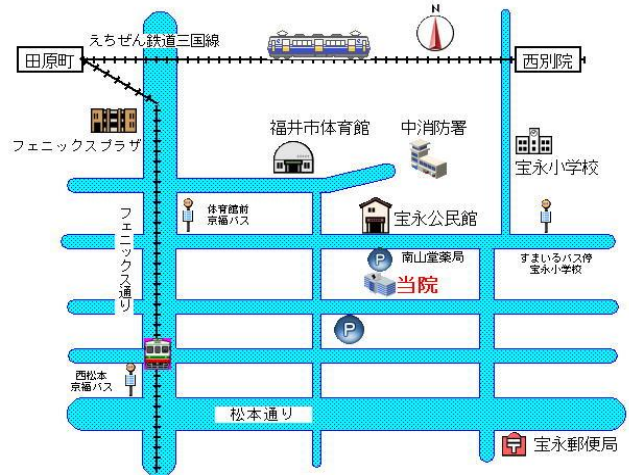 N
えちぜん鉄道三国線
田原町
西別院
福井市体育館
中消防署
フェニックスプラザ
宝永小学校
フェニックス通り
体育館前
京福バス
宝永公民館
P
南山堂薬局
すまいるバス停
宝永小学校
当院
P
西松本
京福バス
松本通り
宝永郵便局